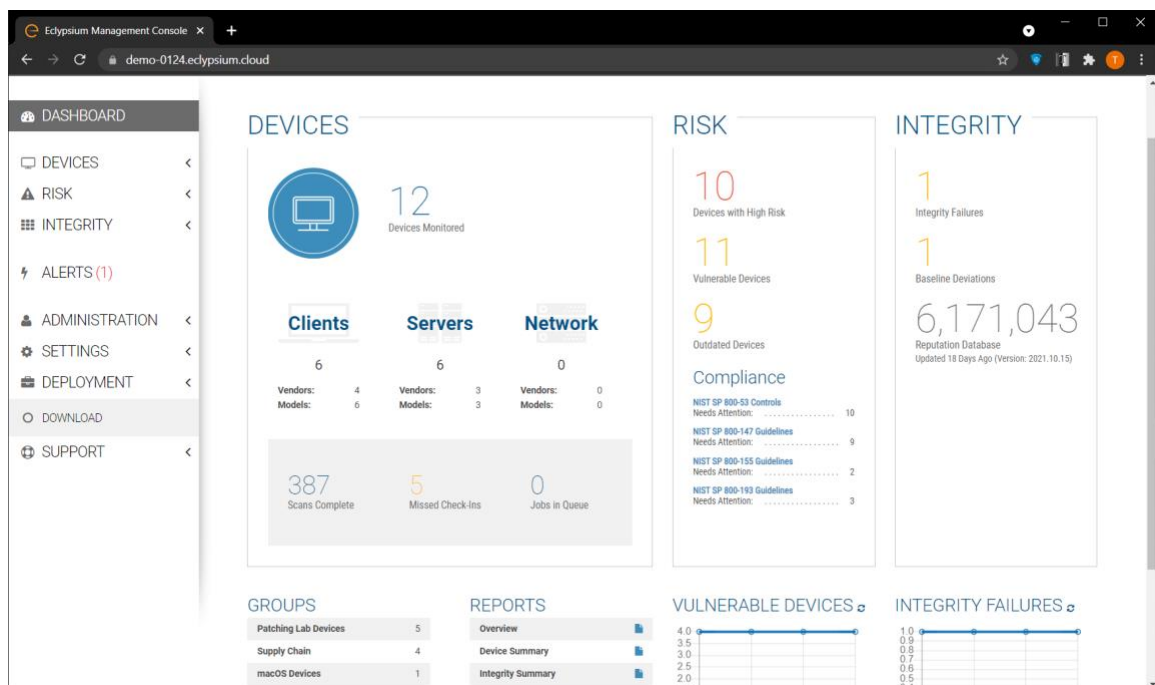 Eclypsium Management Console
demo-0124.eclypsium.cloud
T
DASHBOARD
DEVICES
RISK
INTEGRITY
ALERTS (1)
ADMINISTRATION
SETTINGS
DEPLOYMENT
DOWNLOAD
SUPPORT
DEVICES
12
Devices Monitored
Clients Servers Network
6 6 0
Vendors: 4 Vendors: 3 Vendors: 0
Models: 6 Models: 3 Models: 0
387 5 0
Scans Complete Missed Check-Ins Jobs in Queue
RISK
10
Devices with High Risk
11
Vulnerable Devices
9
Outdated Devices
Compliance
NIST SP 800-53 Controls
Needs Attention: ................ 10
NIST SP 800-147 Guidelines
Needs Attention: ................. 9
NIST SP 800-155 Guidelines
Needs Attention: ................. 2
NIST SP 800-193 Guidelines
Needs Attention: ................. 3
INTEGRITY
1
Integrity Failures
1
Baseline Deviations
6,171,043
Reputation Database
Updated 18 Days Ago (Version: 2021.10.15)
GROUPS
Patching Lab Devices 5
Supply Chain 4
macOS Devices 1
REPORTS
Overview
Device Summary
Integrity Summary
VULNERABLE DEVICES
4.0
3.5
3.0
2.5
2.0
INTEGRITY FAILURES
1.0
0.9
0.8
0.7
0.6
0.5